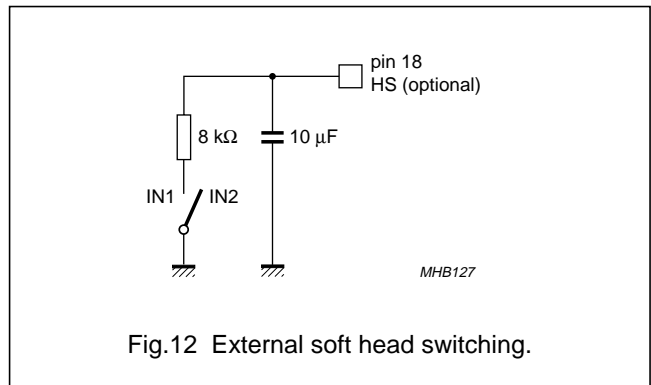 pin 18
HS (optional)
8 kΩ
10 µF
IN1
IN2
MHB127
Fig.12 External soft head switching.